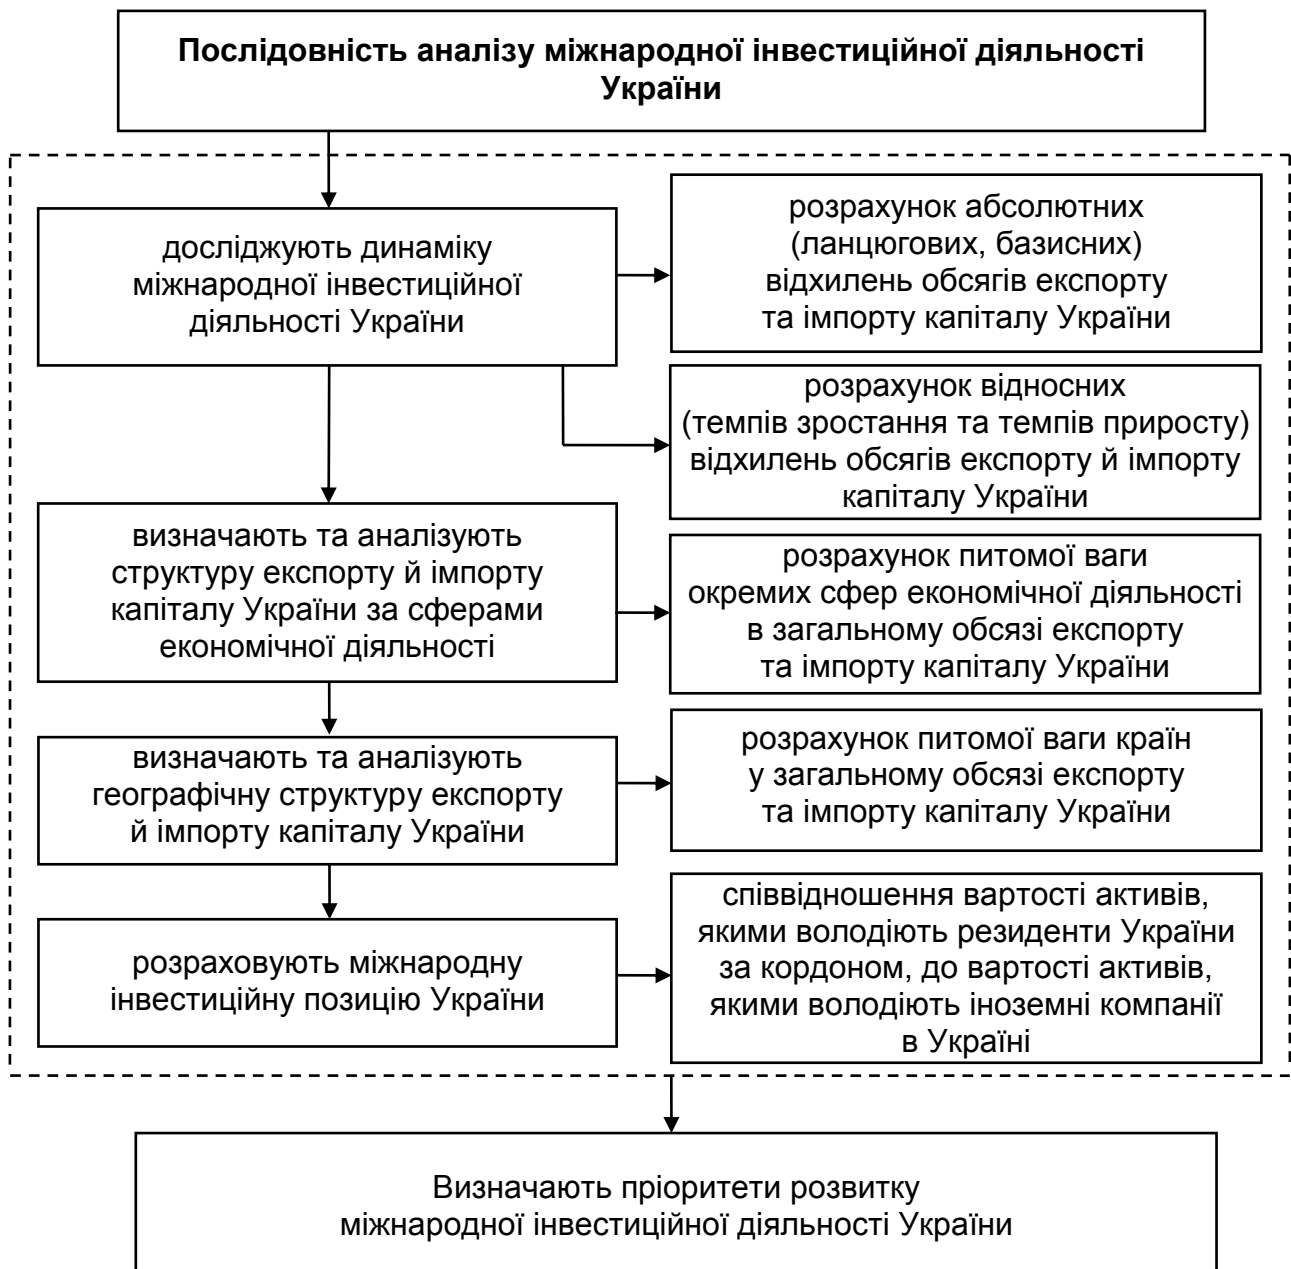 Послідовність аналізу міжнародної інвестиційної діяльності
України
досліджують динаміку
міжнародної інвестиційної
діяльності України
розрахунок абсолютних
(ланцюгових, базисних)
відхилень обсягів експорту
та імпорту капіталу України
розрахунок відносних
(темпів зростання та темпів приросту)
відхилень обсягів експорту й імпорту
капіталу України
визначають та аналізують
структуру експорту й імпорту
капіталу України за сферами
економічної діяльності
розрахунок питомої ваги
окремих сфер економічної діяльності
в загальному обсязі експорту
та імпорту капіталу України
визначають та аналізують
географічну структуру експорту
й імпорту капіталу України
розрахунок питомої ваги країн
у загальному обсязі експорту
та імпорту капіталу України
розраховують міжнародну
інвестиційну позицію України
співвідношення вартості активів,
якими володіють резиденти України
за кордоном, до вартості активів,
якими володіють іноземні компанії
в Україні
Визначають пріоритети розвитку
міжнародної інвестиційної діяльності України